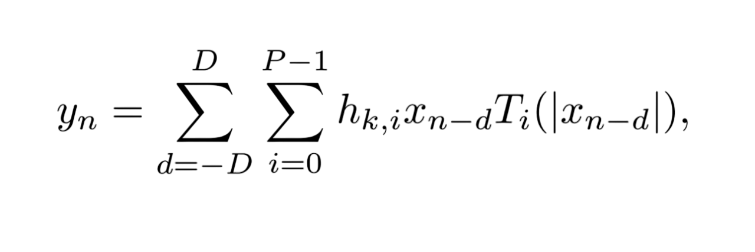 y_n = \sum_{d=-D}^{D} \sum_{i=0}^{P-1} h_{k,i} x_{n-d} T_i(|x_{n-d}|),